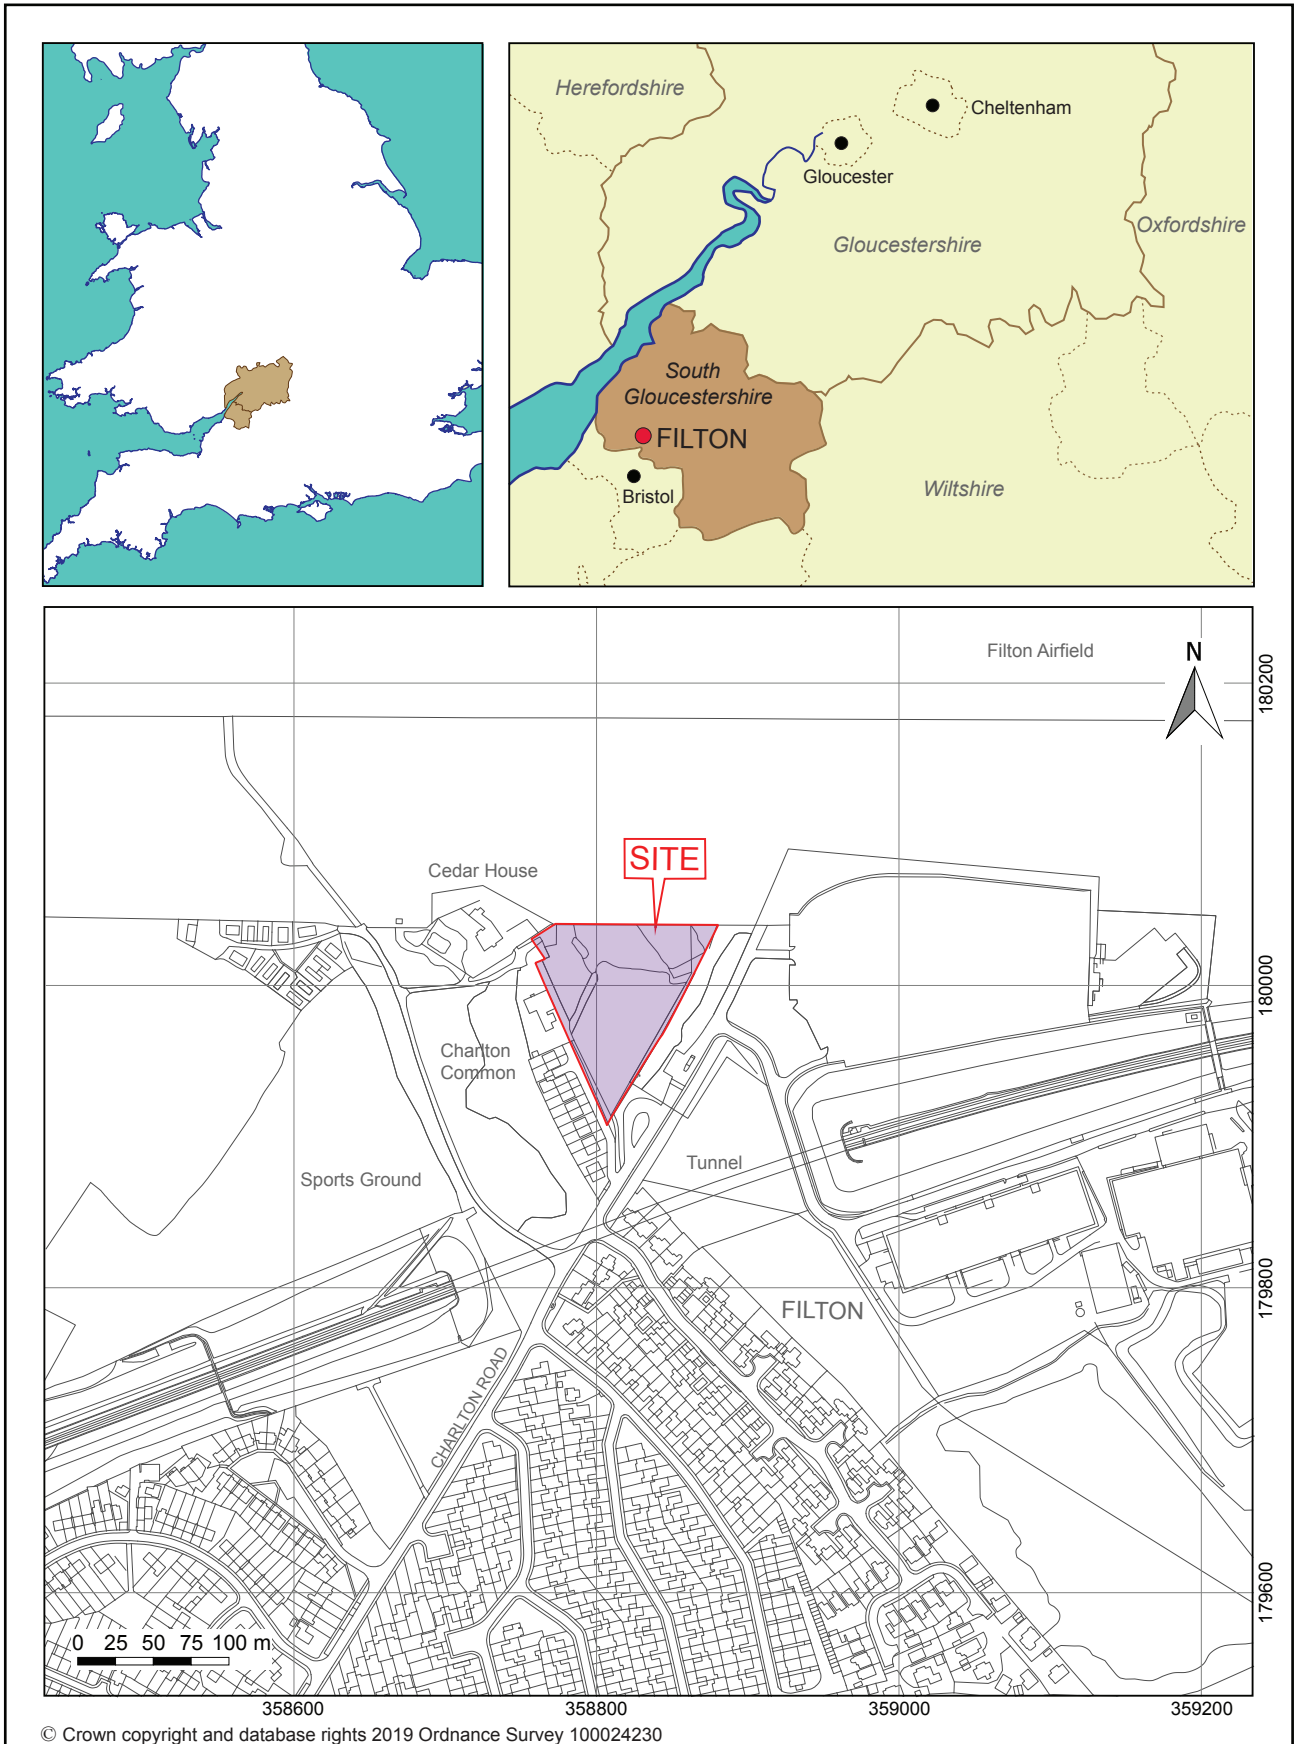 Herefordshire
Cheltenham
Gloucester
Gloucestershire
Oxfordshire
South
Gloucestershire
FILTON
Bristol
Wiltshire
Filton Airfield
N
180200
SITE
Cedar House
180000
Charlton
Common
Tunnel
Sports Ground
179800
FILTON
CHARLTON ROAD
179600
0 25 50 75 100 m
358600 358800 359000 359200
© Crown copyright and database rights 2019 Ordnance Survey 100024230